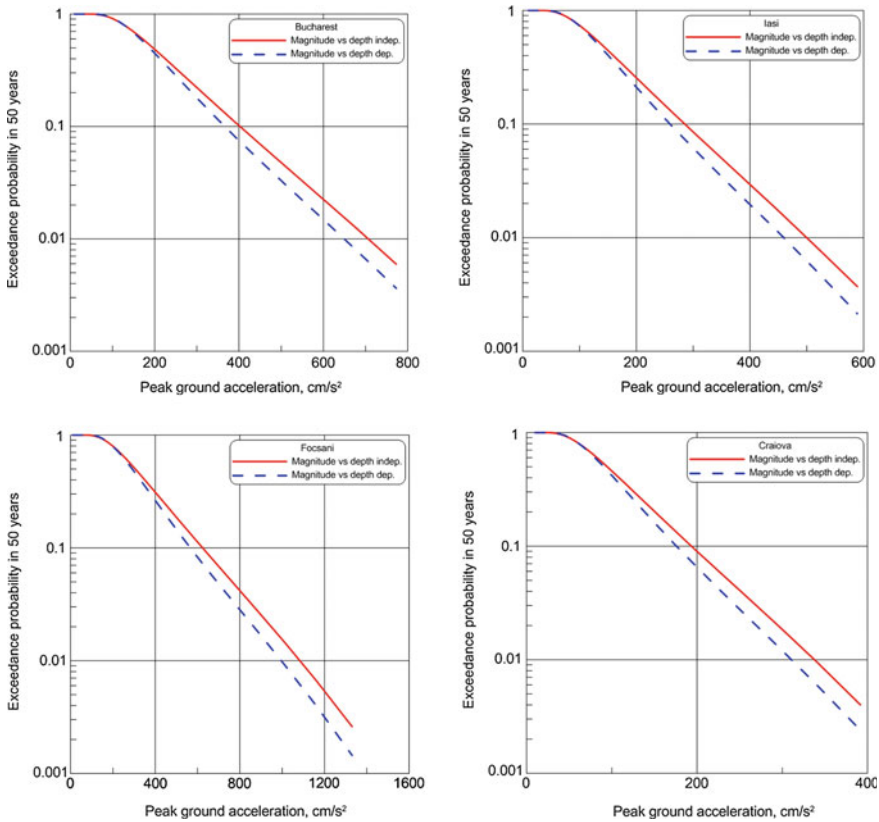 Bucharest
Magnitude vs depth indep.
Magnitude vs depth dep.
Exceedance probability in 50 years
1
0.1
0.01
0.001
0
200
400
600
800
Peak ground acceleration, cm/s²
Iasi
Magnitude vs depth indep.
Magnitude vs depth dep.
Exceedance probability in 50 years
1
0.1
0.01
0.001
0
200
400
600
Peak ground acceleration, cm/s²
Focsani
Magnitude vs depth indep.
Magnitude vs depth dep.
Exceedance probability in 50 years
1
0.1
0.01
0.001
0
400
800
1200
1600
Peak ground acceleration, cm/s²
Craiova
Magnitude vs depth indep.
Magnitude vs depth dep.
Exceedance probability in 50 years
1
0.1
0.01
0.001
0
200
400
Peak ground acceleration, cm/s²